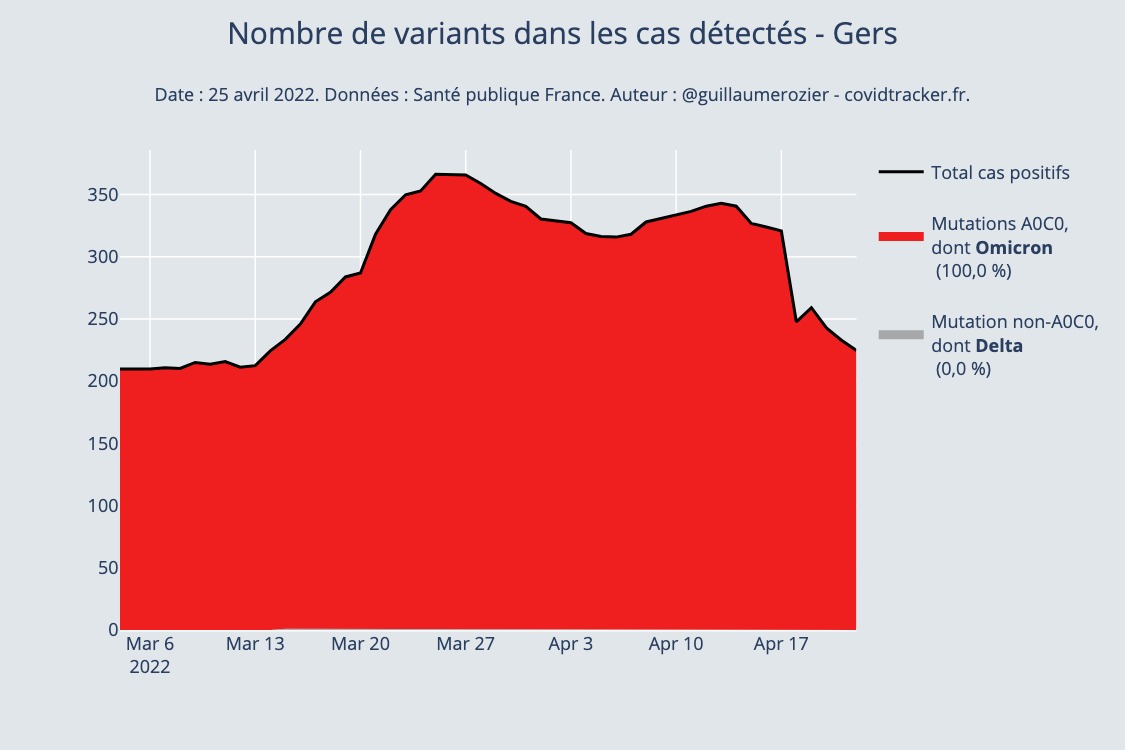 Nombre de variants dans les cas détectés - Gers
Date : 25 avril 2022. Données : Santé publique France. Auteur : @guillaumerozier - covidtracker.fr.
350
300
250
200
150
100
50
0
Mar 6
2022
Mar 13
Mar 20
Mar 27
Apr 3
Apr 10
Apr 17
Total cas positifs
Mutations A0C0,
dont Omicron
(100,0 %)
Mutation non-A0C0,
dont Delta
(0,0 %)